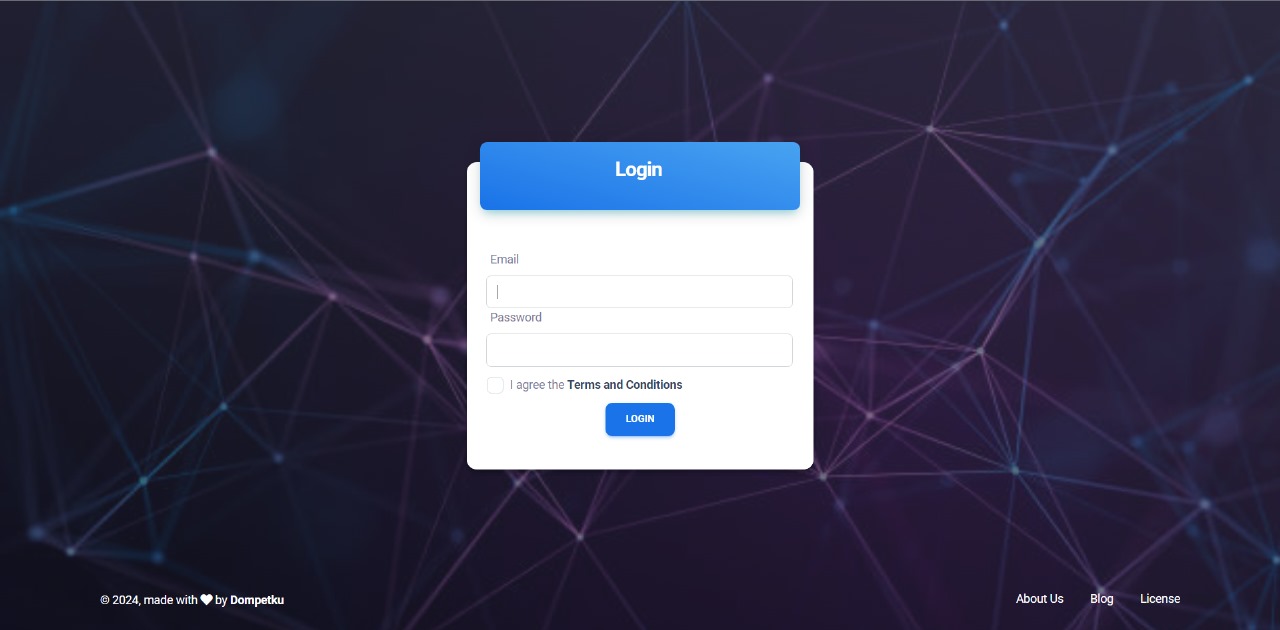 Login
Email
Password
I agree the Terms and Conditions
LOGIN
© 2024, made with ♥ by Dompetku
About Us Blog License